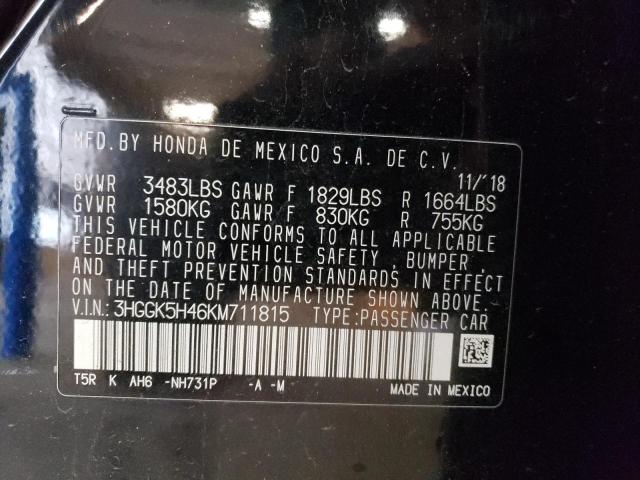 MFD.BY HONDA DE MEXICO S.A. DE C.V.
11/'18
GVWR 3483LBS GAWR F 1829LBS R 1664LBS
GVWR 1580KG GAWR F 830KG R 755KG
THIS VEHICLE CONFORMS TO ALL APPLICABLE
FEDERAL MOTOR VEHICLE SAFETY, BUMPER,
AND THEFT PREVENTION STANDARDS IN EFFECT
ON THE DATE OF MANUFACTURE SHOWN ABOVE.
V.I.N.: 3HGGK5H46KM711815 TYPE:PASSENGER CAR
T5R K AH6 -NH731P -A -M
MADE IN MEXICO